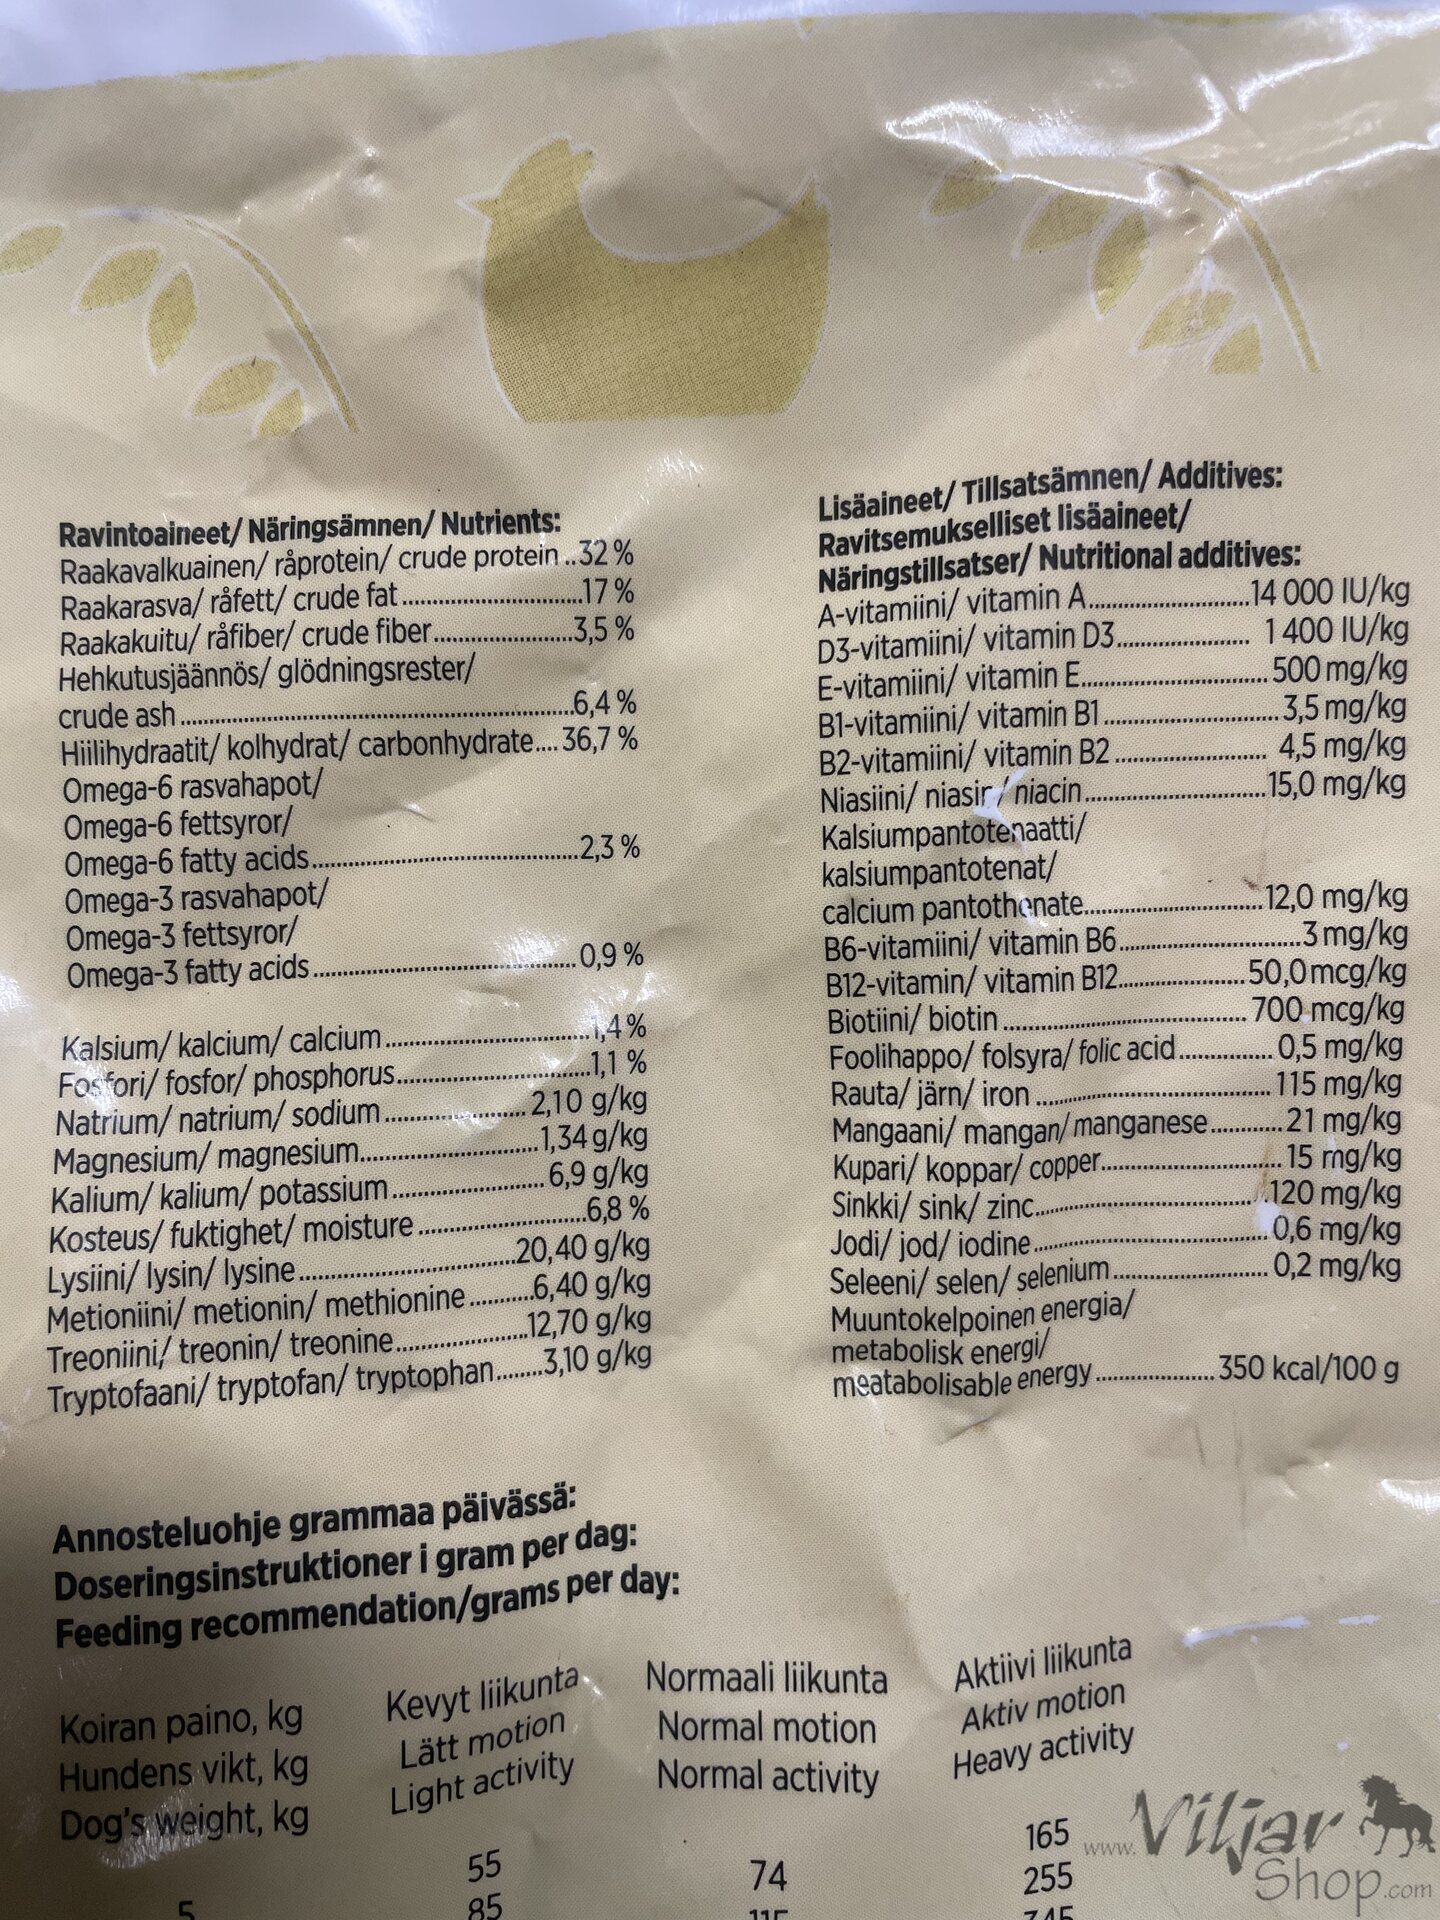 Ravintoaineet/ Näringsämnen/ Nutrients:
Raakavalkuainen/ råprotein/ crude protein..32 %
Raakarasva/ råfett/ crude fat..............................17 %
Raakakuitu/ råfiber/ crude fiber.......................3,5 %
Hehkutusjäännös/ glödningsrester/
crude ash....................................................................6,4 %
Hiilihydraatit/ kolhydrat/ carbonhydrate....36,7 %
Omega-6 rasvahapot/
Omega-6 fettsyror/
Omega-6 fatty acids.............................................2,3 %
Omega-3 rasvahapot/
Omega-3 fettsyror/
Omega-3 fatty acids.............................................0,9 %
Kalsium/ kalcium/ calcium...................................1,4 %
Fosfori/ fosfor/ phosphorus................................1,1 %
Natrium/ natrium/ sodium........................2,10 g/kg
Magnesium/ magnesium..............................1,34 g/kg
Kalium/ kalium/ potassium..........................6,9 g/kg
Kosteus/ fuktighet/ moisture.............................6,8 %
Lysiini/ lysin/ lysine....................................20,40 g/kg
Metioniini/ metionin/ methionine..........6,40 g/kg
Treoniini/ treonin/ treonine......................12,70 g/kg
Tryptofaani/ tryptofan/ tryptophan.......3,10 g/kg
Lisäaineet/ Tillsatsämnen/ Additives:
Ravitsemukselliset lisäaineet/
Näringstillsatser/ Nutritional additives:
A-vitamiini/ vitamin A..........................14 000 IU/kg
D3-vitamiini/ vitamin D3..................... 1 400 IU/kg
E-vitamiini/ vitamin E............................. 500 mg/kg
B1-vitamiini/ vitamin B1...........................3,5 mg/kg
B2-vitamiini/ vitamin B2........................ 4,5 mg/kg
Niasiini/ niasin/ niacin............................15,0 mg/kg
Kalsiumpantotenaatti/
kalsiumpantotenat/
calcium pantothenate............................12,0 mg/kg
B6-vitamiini/ vitamin B6............................3 mg/kg
B12-vitamin/ vitamin B12....................50,0 mcg/kg
Biotiini/ biotin....................................... 700 mcg/kg
Foolihappo/ folsyra/ folic acid.............. 0,5 mg/kg
Rauta/ järn/ iron..................................... 115 mg/kg
Mangaani/ mangan/ manganese............ 21 mg/kg
Kupari/ koppar/ copper........................... 15 mg/kg
Sinkki/ sink/ zinc.....................................120 mg/kg
Jodi/ jod/ iodine.....................................0,6 mg/kg
Seleeni/ selen/ selenium....................... 0,2 mg/kg
Muuntokelpoinen energia/
metabolisk energi/
meatabolisable energy................. 350 kcal/100 g
Annosteluohje grammaa päivässä:
Doseringsinstruktioner i gram per dag:
Feeding recommendation/grams per day:
Koiran paino, kg Kevyt liikunta Normaali liikunta Aktiivi liikunta
Hundens vikt, kg Lätt motion Normal motion Aktiv motion
Dog's weight, kg Light activity Normal activity Heavy activity
55 74 165
5 85 115 255
345
www.ViljarShop.com